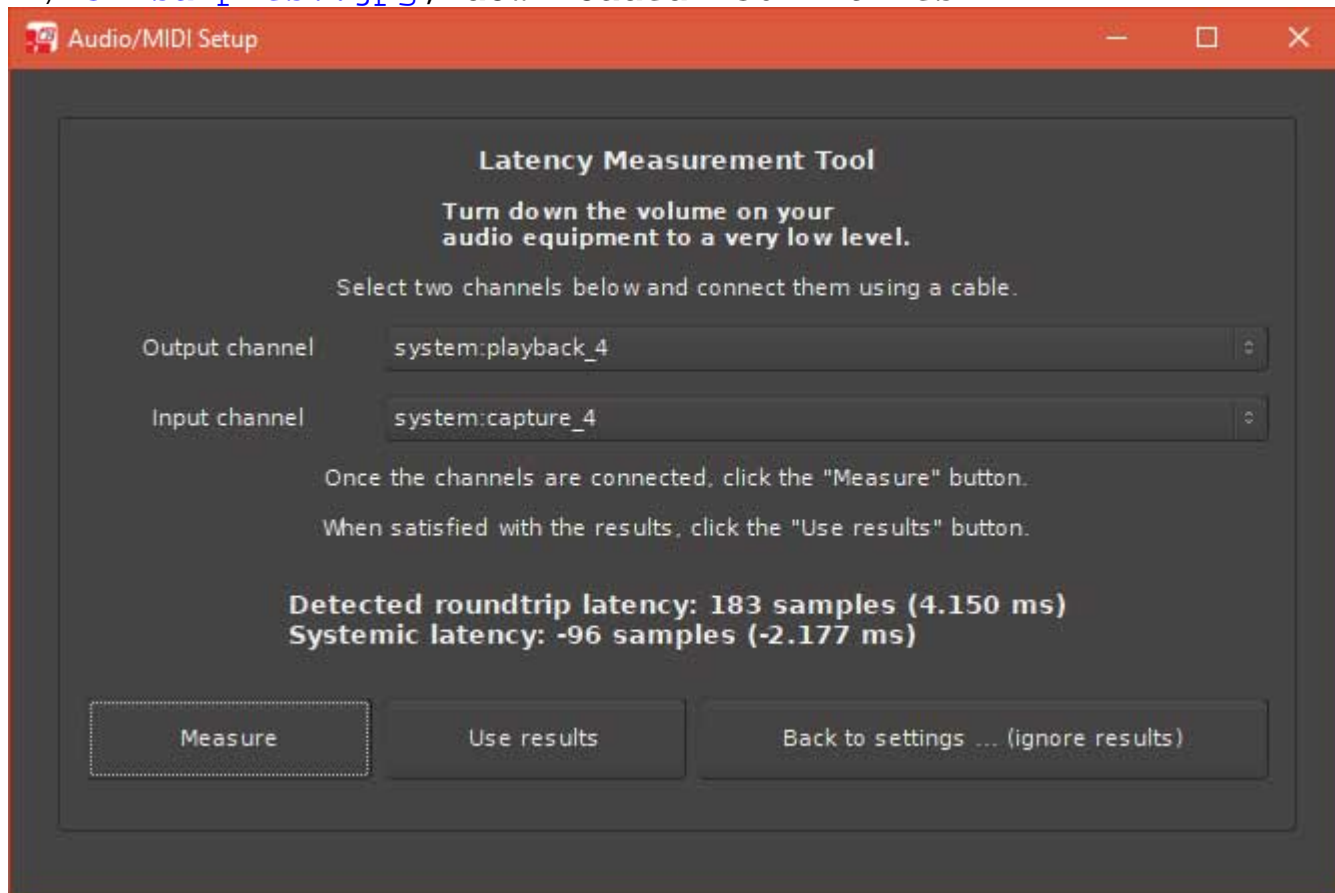 Audio/MIDI Setup
Latency Measurement Tool
Turn down the volume on your
audio equipment to a very low level.
Select two channels below and connect them using a cable.
Output channel system:playback_4
Input channel system:capture_4
Once the channels are connected, click the "Measure" button.
When satisfied with the results, click the "Use results" button.
Detected roundtrip latency: 183 samples (4.150 ms)
Systemic latency: -96 samples (-2.177 ms)
Measure Use results Back to settings ... (ignore results)